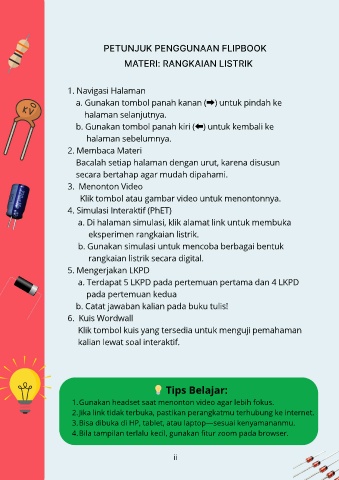 PETUNJUK PENGGUNAAN FLIPBOOK
MATERI: RANGKAIAN LISTRIK
1. Navigasi Halaman
a. Gunakan tombol panah kanan (➡) untuk pindah ke
halaman selanjutnya.
b. Gunakan tombol panah kiri (⬅) untuk kembali ke
halaman sebelumnya.
2. Membaca Materi
Bacalah setiap halaman dengan urut, karena disusun
secara bertahap agar mudah dipahami.
3. Menonton Video
Klik tombol atau gambar video untuk menontonnya.
4. Simulasi Interaktif (PhET)
a. Di halaman simulasi, klik alamat link untuk membuka
eksperimen rangkaian listrik.
b. Gunakan simulasi untuk mencoba berbagai bentuk
rangkaian listrik secara digital.
5. Mengerjakan LKPD
a. Terdapat 5 LKPD pada pertemuan pertama dan 4 LKPD
pada pertemuan kedua
b. Catat jawaban kalian pada buku tulis!
6. Kuis Wordwall
Klik tombol kuis yang tersedia untuk menguji pemahaman
kalian lewat soal interaktif.
💡 Tips Belajar:
1. Gunakan headset saat menonton video agar lebih fokus.
2. Jika link tidak terbuka, pastikan perangkatmu terhubung ke internet.
3. Bisa dibuka di HP, tablet, atau laptop—sesuai kenyamananmu.
4. Bila tampilan terlalu kecil, gunakan fitur zoom pada browser.
ii
KV